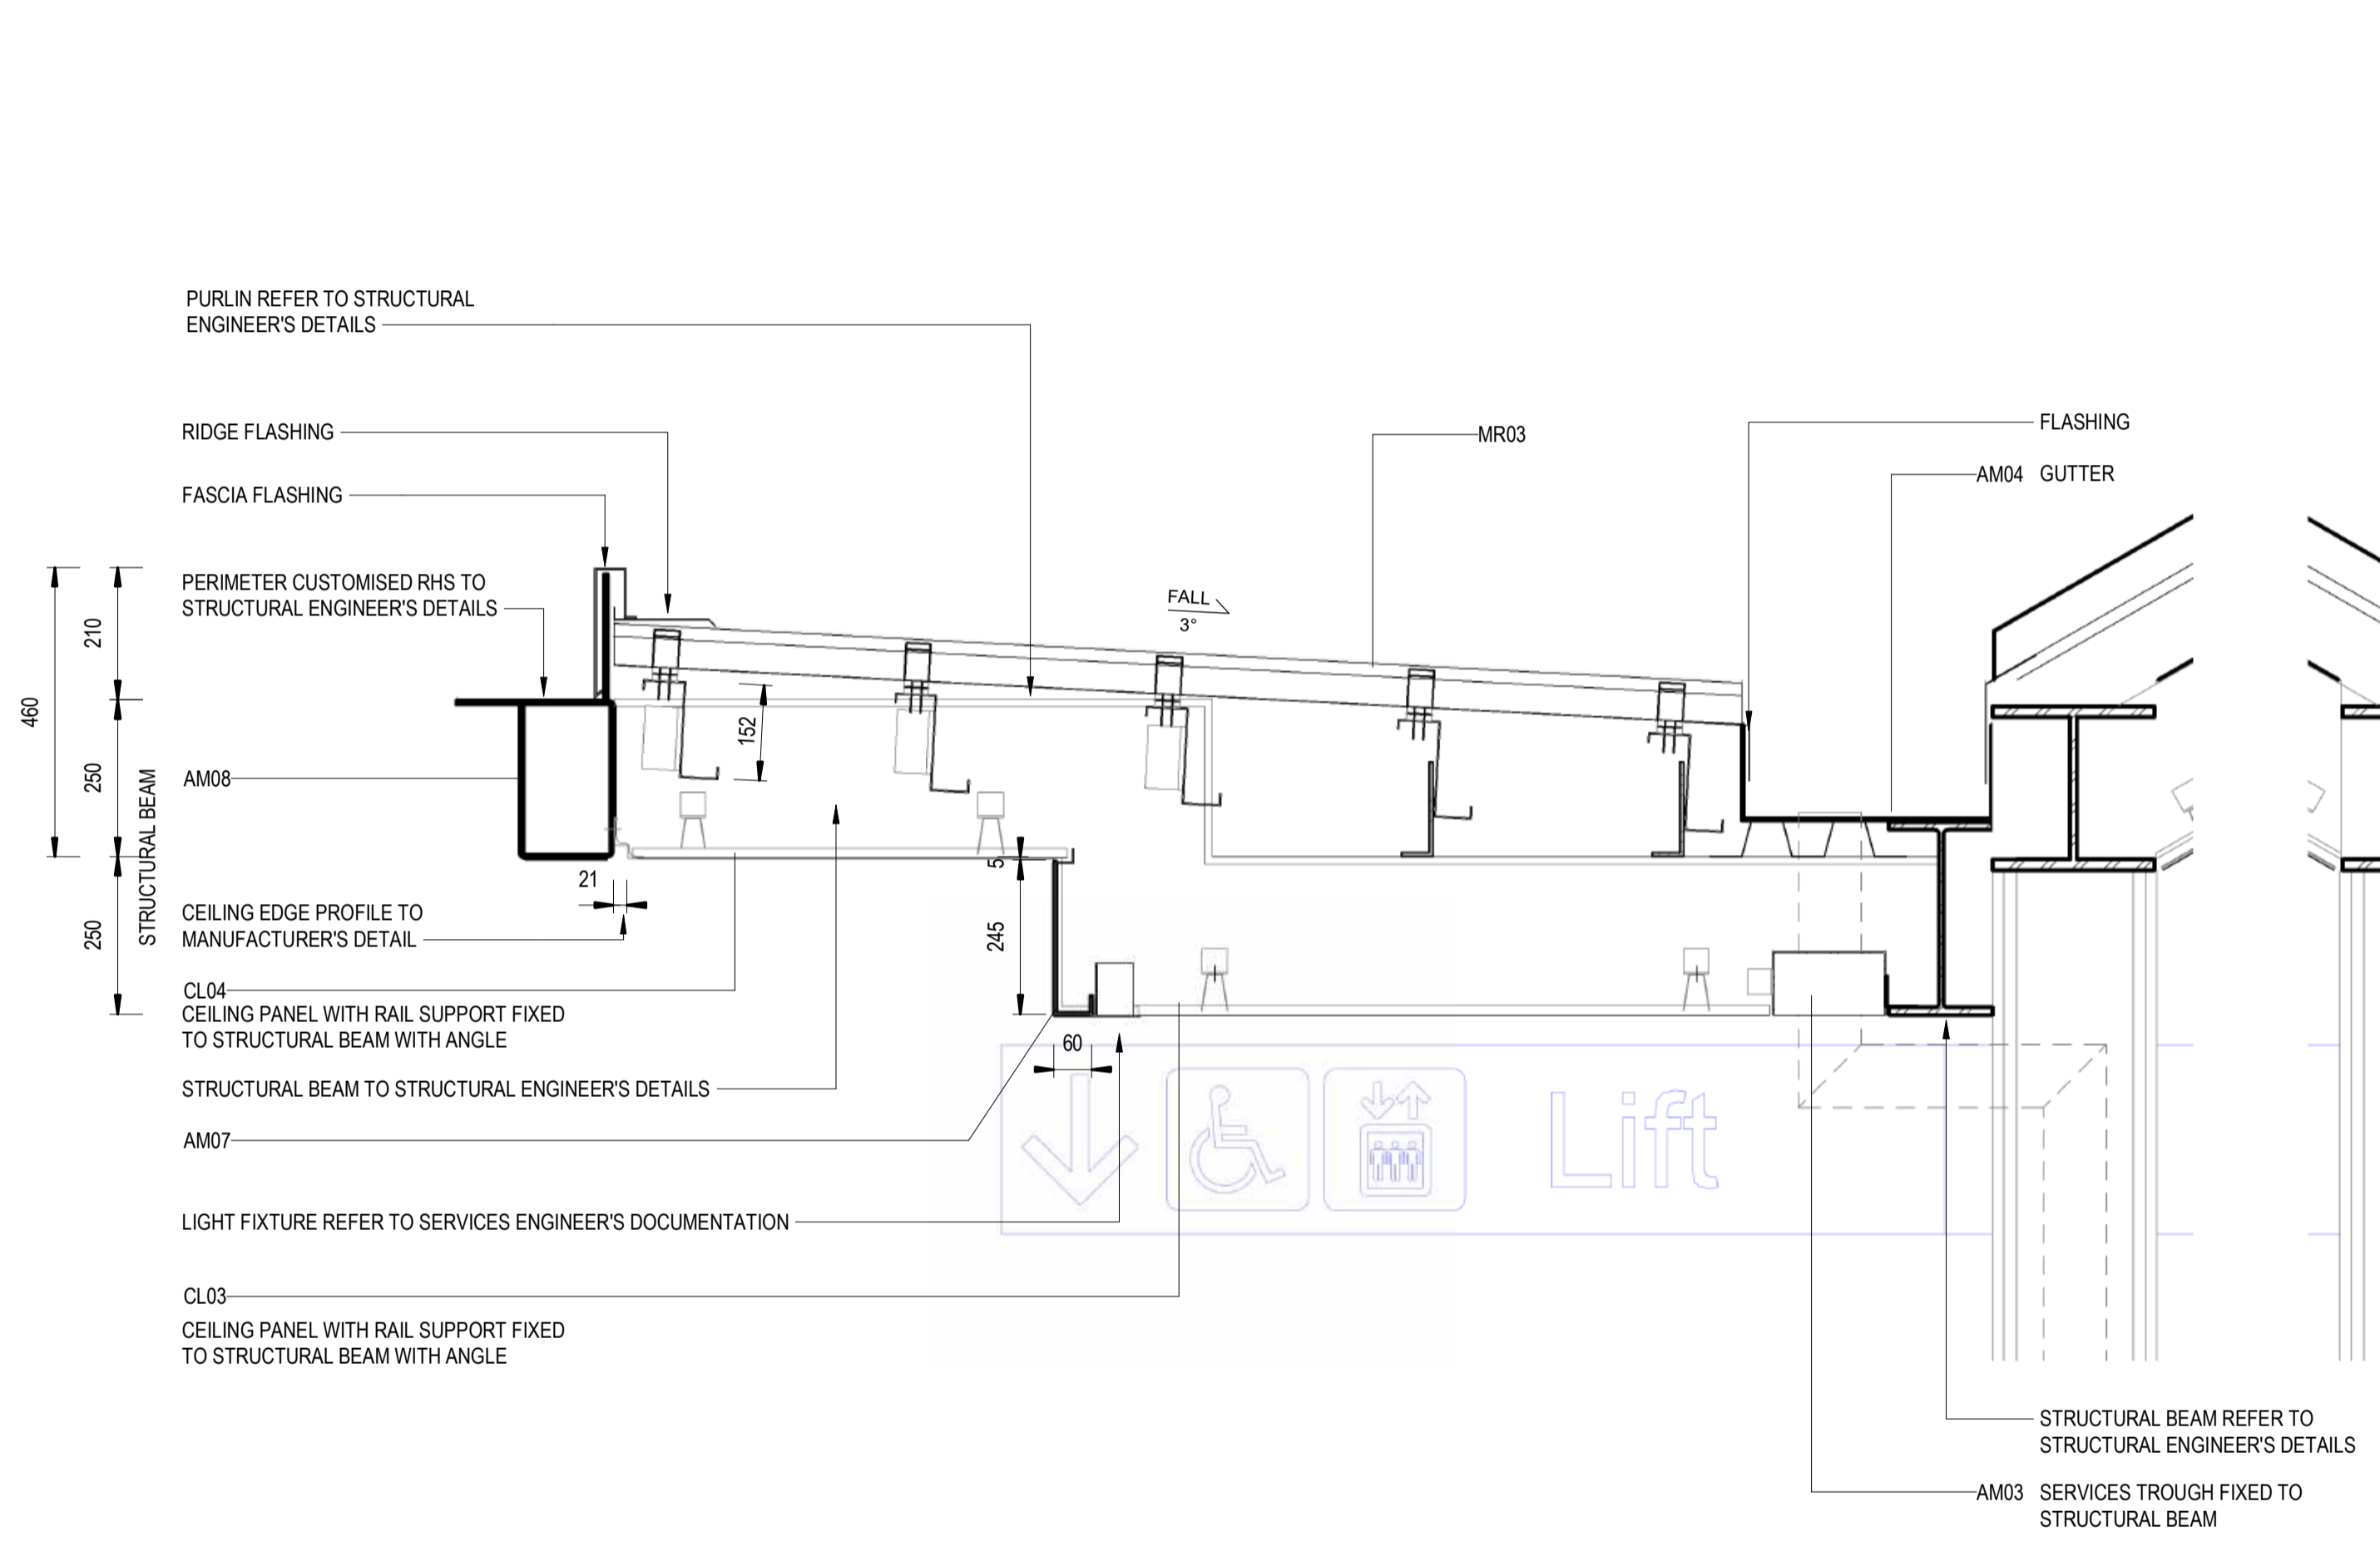 PURLIN REFER TO STRUCTURAL
ENGINEER'S DETAILS
RIDGE FLASHING
MR03
FLASHING
AM04 GUTTER
FASCIA FLASHING
PERIMETER CUSTOMISED RHS TO
STRUCTURAL ENGINEER'S DETAILS
FALL
3°
210
460
152
250
AM08
STRUCTURAL BEAM
5
21
250
245
CEILING EDGE PROFILE TO
MANUFACTURER'S DETAIL
CL04
CEILING PANEL WITH RAIL SUPPORT FIXED
TO STRUCTURAL BEAM WITH ANGLE
60
STRUCTURAL BEAM TO STRUCTURAL ENGINEER'S DETAILS
AM07
Lift
LIGHT FIXTURE REFER TO SERVICES ENGINEER'S DOCUMENTATION
CL03
CEILING PANEL WITH RAIL SUPPORT FIXED
TO STRUCTURAL BEAM WITH ANGLE
STRUCTURAL BEAM REFER TO
STRUCTURAL ENGINEER'S DETAILS
AM03 SERVICES TROUGH FIXED TO
STRUCTURAL BEAM